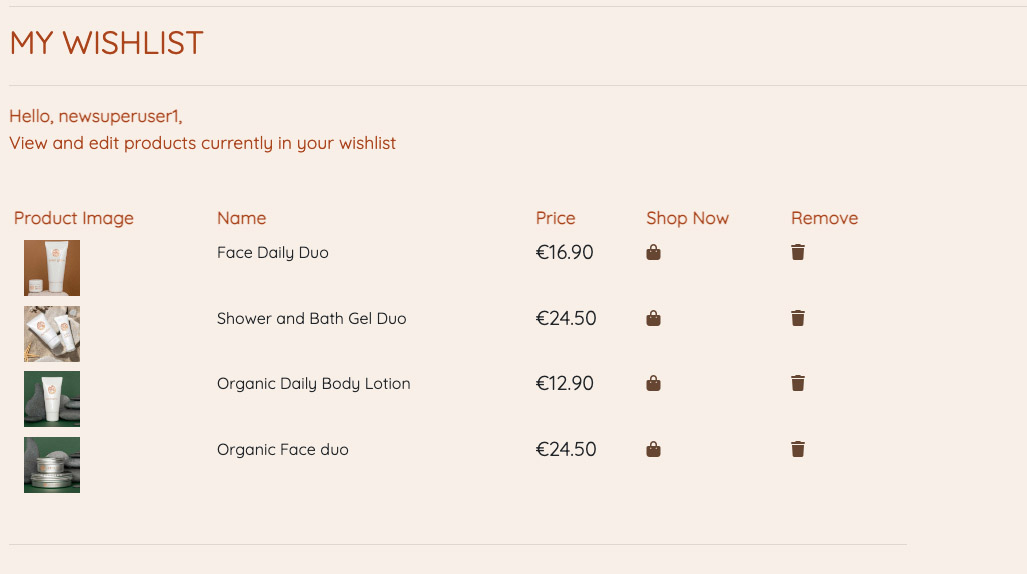 MY WISHLIST
Hello, newsuperuser1,
View and edit products currently in your wishlist
Product Image Name Price Shop Now Remove
Face Daily Duo €16.90
Shower and Bath Gel Duo €24.50
Organic Daily Body Lotion €12.90
Organic Face duo €24.50